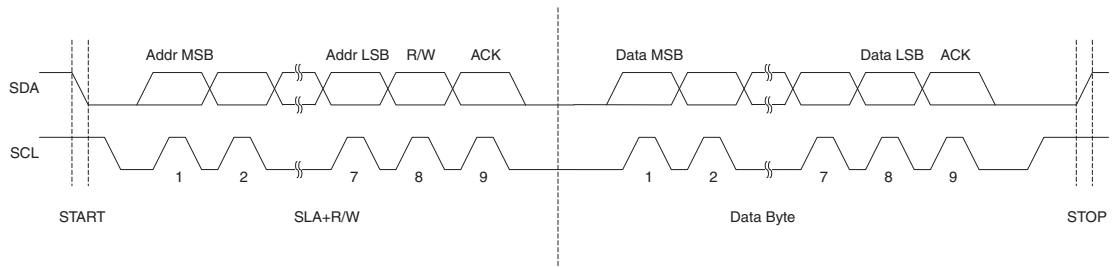 Addr MSB Addr LSB R/W ACK Data MSB Data LSB ACK
SDA
SCL
1 2 7 8 9 1 2 7 8 9
START SLA+R/W Data Byte STOP